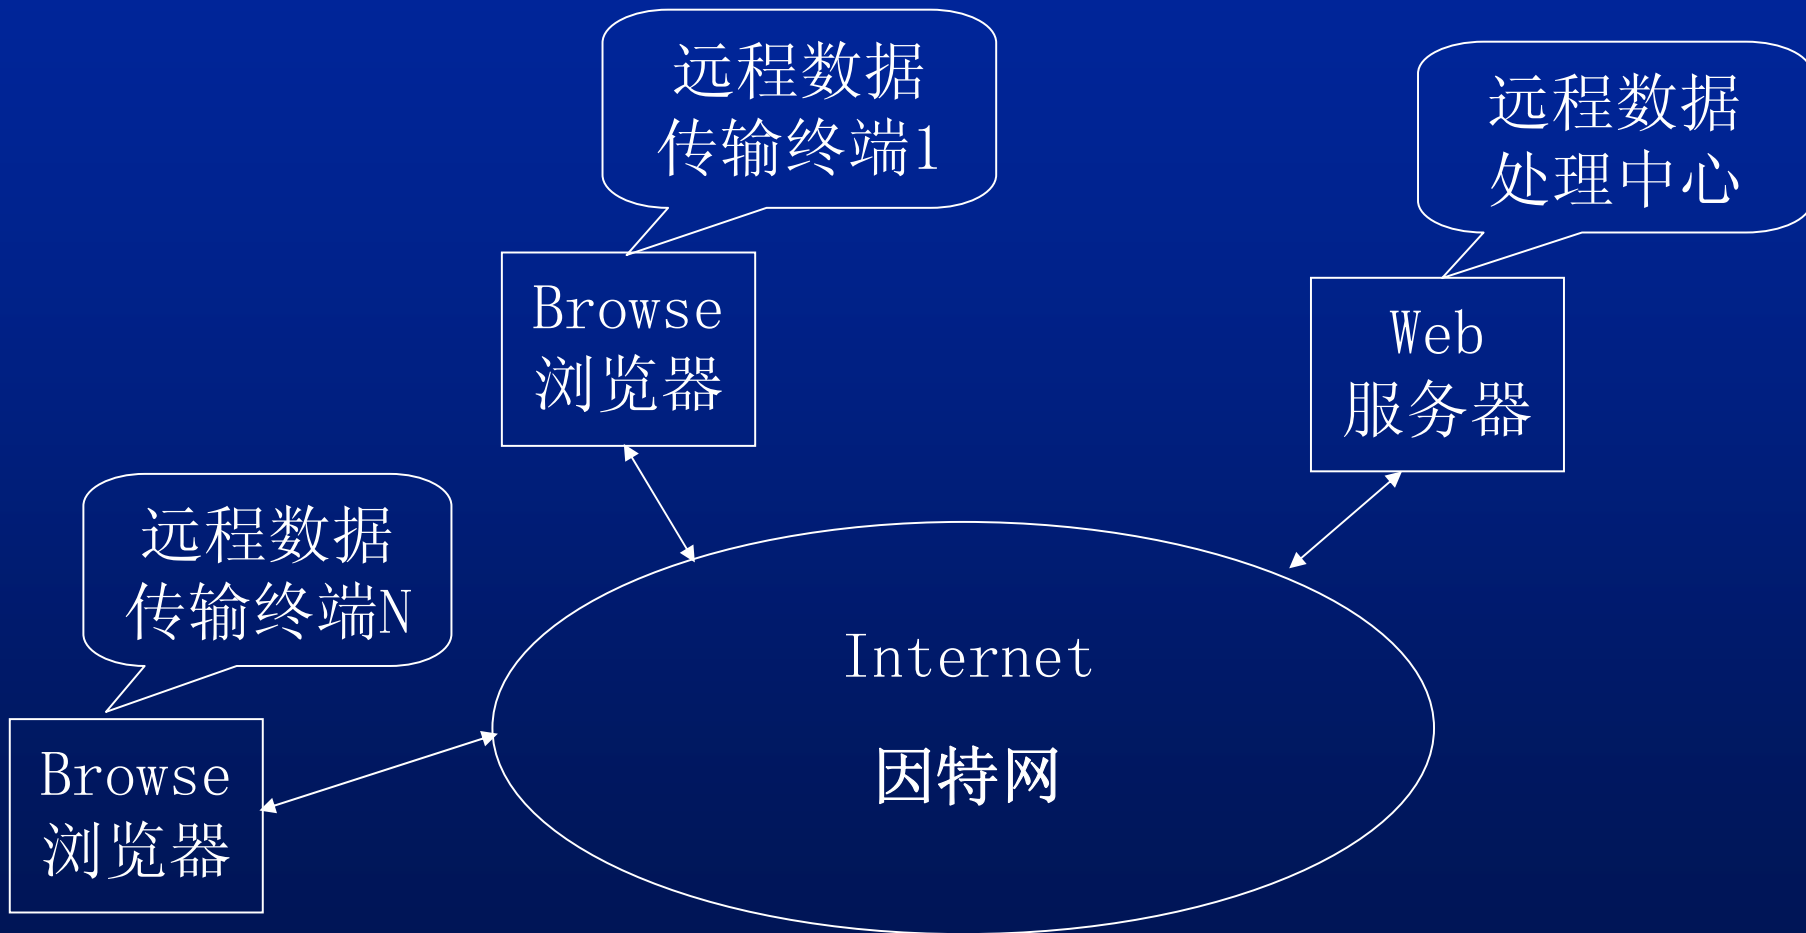 远程数据
传输终端1
远程数据
处理中心
Browse
浏览器
Web
服务器
远程数据
传输终端N
Browse
浏览器
Internet
因特网